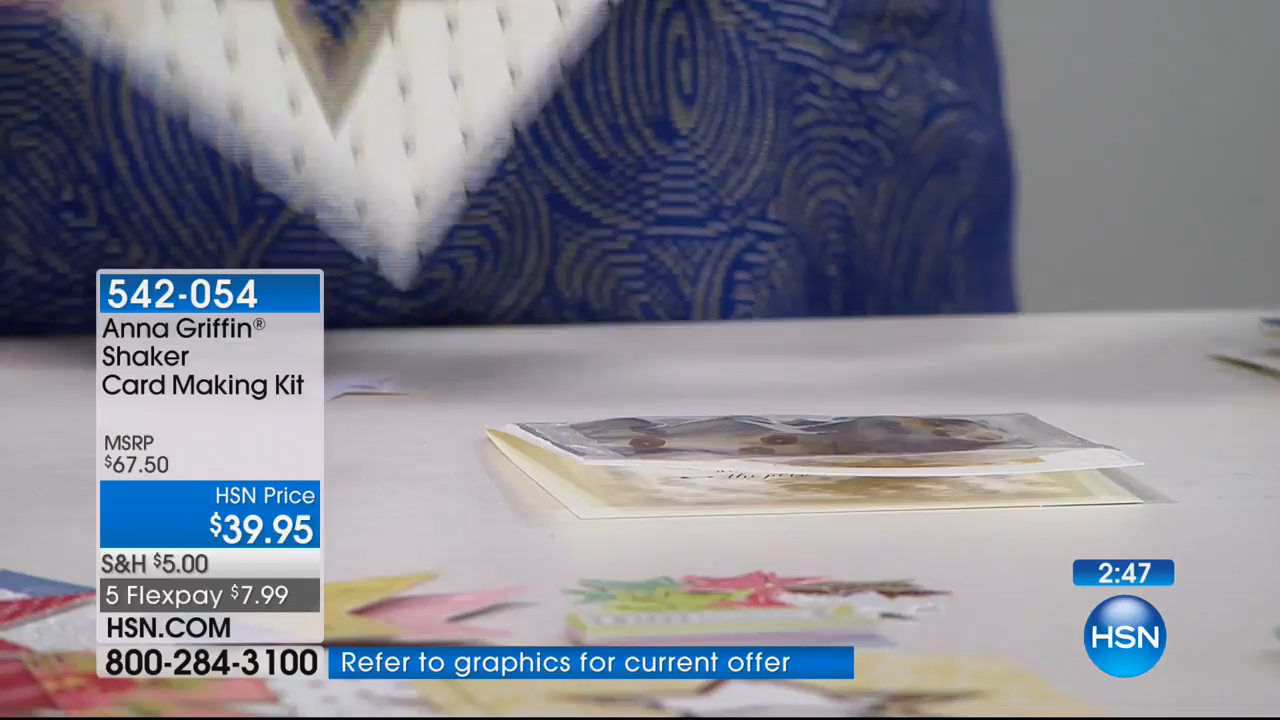 542-054
Anna Griffin®
Shaker
Card Making Kit
MSRP
$67.50
HSN Price
$39.95
S&H $5.00
5 Flexpay $7.99
HSN.COM
800-284-3100
Refer to graphics for current offer
2:47
HSN